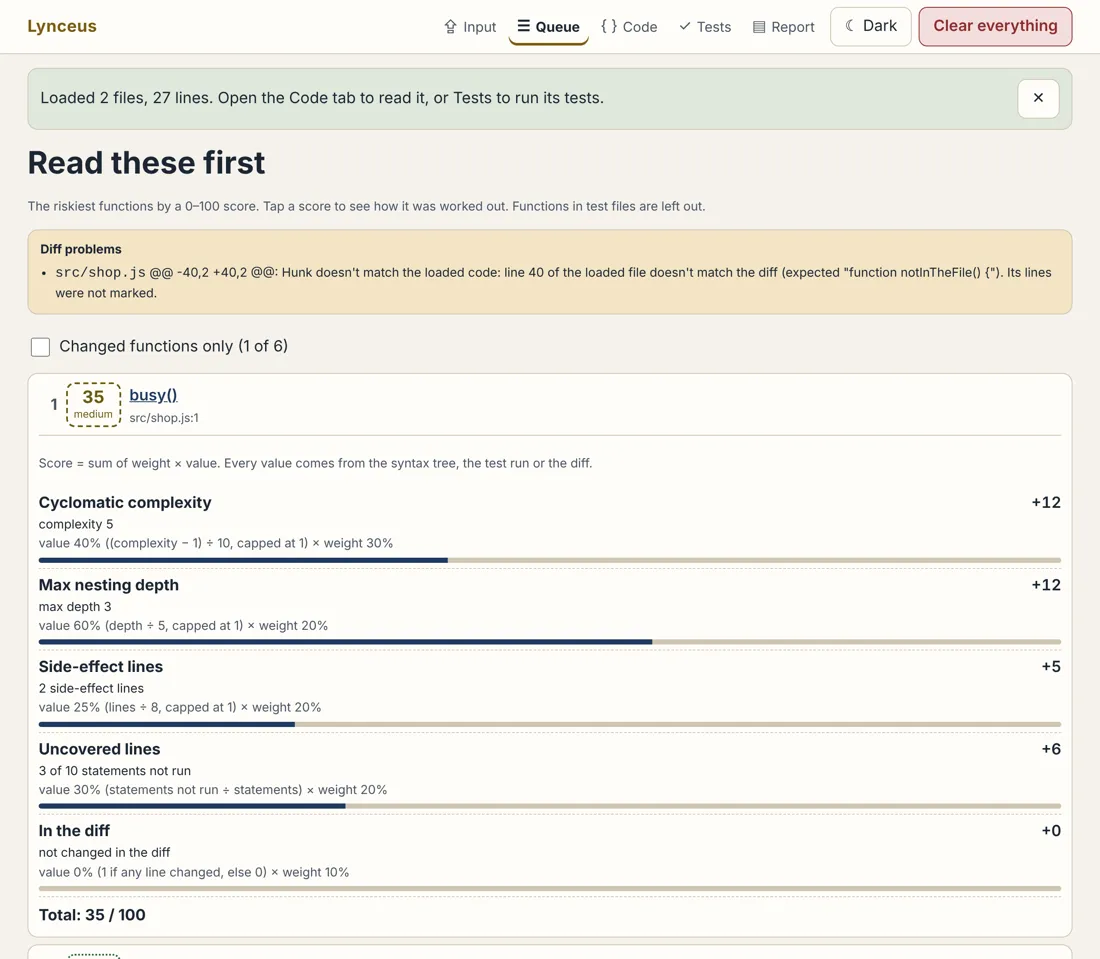 Lynceus
Input
Queue
{ } Code
Tests
Report
Dark
Clear everything
Loaded 2 files, 27 lines. Open the Code tab to read it, or Tests to run its tests.
×
Read these first
The riskiest functions by a 0–100 score. Tap a score to see how it was worked out. Functions in test files are left out.
Diff problems
• src/shop.js @@ -40,2 +40,2 @@: Hunk doesn't match the loaded code: line 40 of the loaded file doesn't match the diff (expected "function notInTheFile() {"). Its lines
were not marked.
Changed functions only (1 of 6)
1
35
medium
busy()
src/shop.js:1
Score = sum of weight × value. Every value comes from the syntax tree, the test run or the diff.
Cyclomatic complexity +12
complexity 5
value 40% ((complexity − 1) ÷ 10, capped at 1) × weight 30%
Max nesting depth +12
max depth 3
value 60% (depth ÷ 5, capped at 1) × weight 20%
Side-effect lines +5
2 side-effect lines
value 25% (lines ÷ 8, capped at 1) × weight 20%
Uncovered lines +6
3 of 10 statements not run
value 30% (statements not run ÷ statements) × weight 20%
In the diff +0
not changed in the diff
value 0% (1 if any line changed, else 0) × weight 10%
Total: 35 / 100